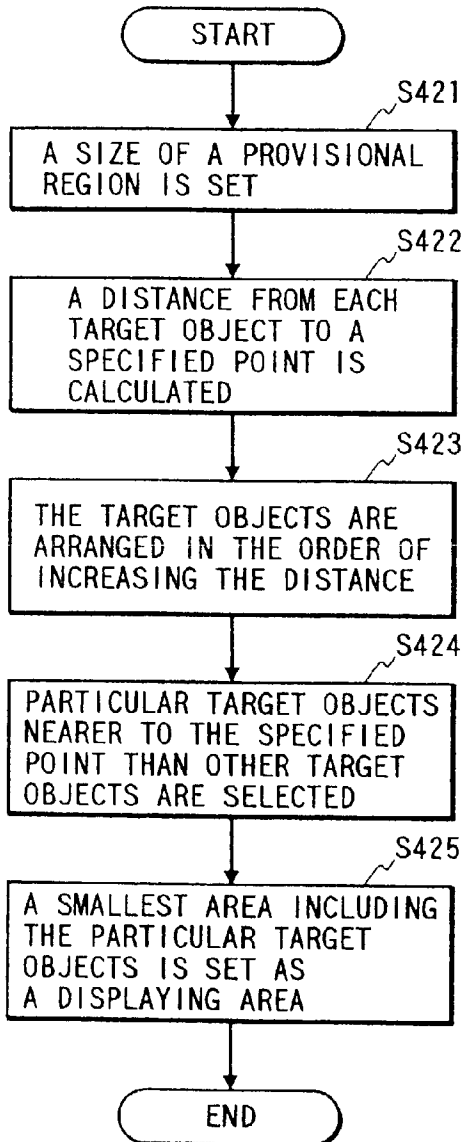 START
S421
A SIZE OF A PROVISIONAL
REGION IS SET
S422
A DISTANCE FROM EACH
TARGET OBJECT TO A
SPECIFIED POINT IS
CALCULATED
S423
THE TARGET OBJECTS ARE
ARRANGED IN THE ORDER OF
INCREASING THE DISTANCE
S424
PARTICULAR TARGET OBJECTS
NEARER TO THE SPECIFIED
POINT THAN OTHER TARGET
OBJECTS ARE SELECTED
S425
A SMALLEST AREA INCLUDING
THE PARTICULAR TARGET
OBJECTS IS SET AS
A DISPLAYING AREA
END